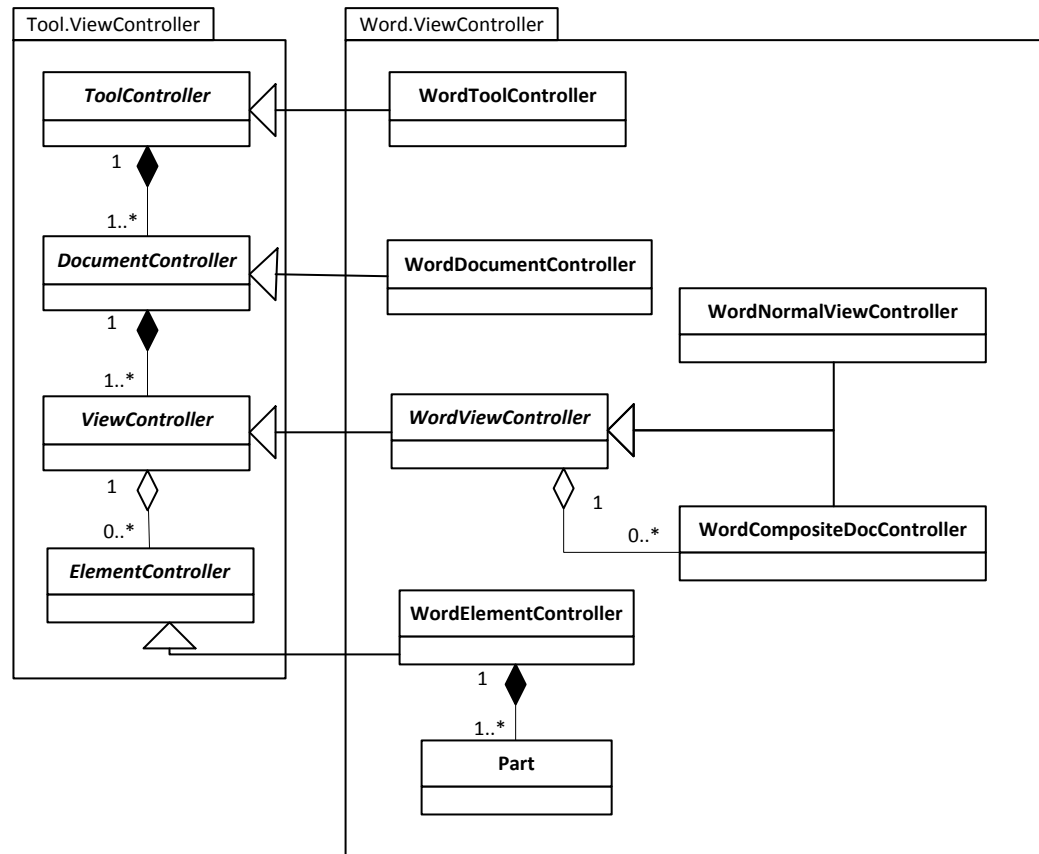 Tool.ViewController
Word.ViewController
ToolController
WordToolController
1
1..*
DocumentController
WordDocumentController
1
1..*
WordNormalViewController
ViewController
WordViewController
1
0..*
1
0..*
WordCompositeDocController
ElementController
WordElementController
1
1..*
Part